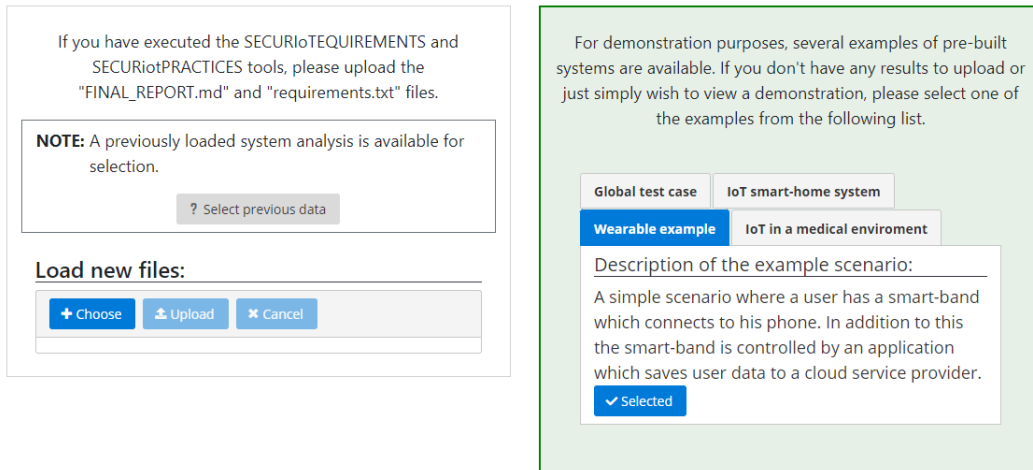 If you have executed the SECURIoTEQUIREMENTS and
SECURiotPRACTICES tools, please upload the
"FINAL_REPORT.md" and "requirements.txt" files.
NOTE: A previously loaded system analysis is available for
selection.
? Select previous data
Load new files:
Choose
Upload
Cancel
For demonstration purposes, several examples of pre-built
systems are available. If you don't have any results to upload or
just simply wish to view a demonstration, please select one of
the examples from the following list.
Global test case
IoT smart-home system
Wearable example
IoT in a medical enviroment
Description of the example scenario:
A simple scenario where a user has a smart-band
which connects to his phone. In addition to this
the smart-band is controlled by an application
which saves user data to a cloud service provider.
Selected